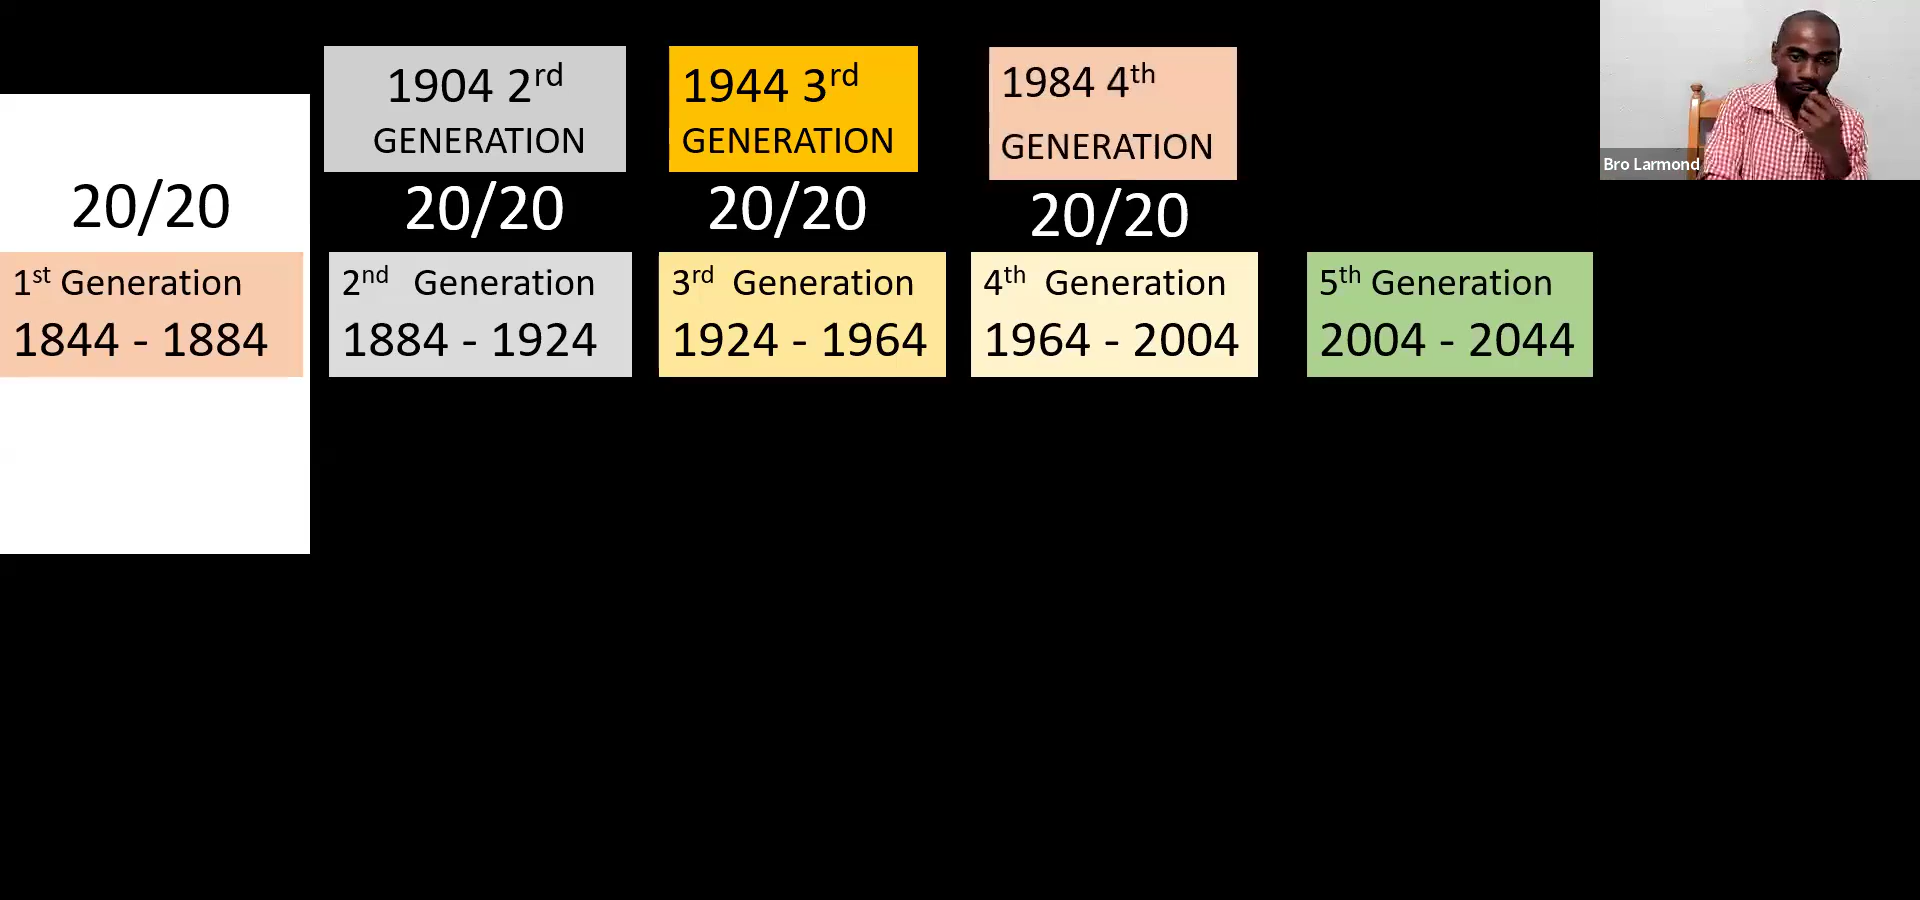 1904 2rd
GENERATION
1944 3rd
GENERATION
1984 4th
GENERATION
Bro Larmond
20/20
20/20
20/20
20/20
1st Generation
1844 - 1884
2nd Generation
1884 - 1924
3rd Generation
1924 - 1964
4th Generation
1964 - 2004
5th Generation
2004 - 2044